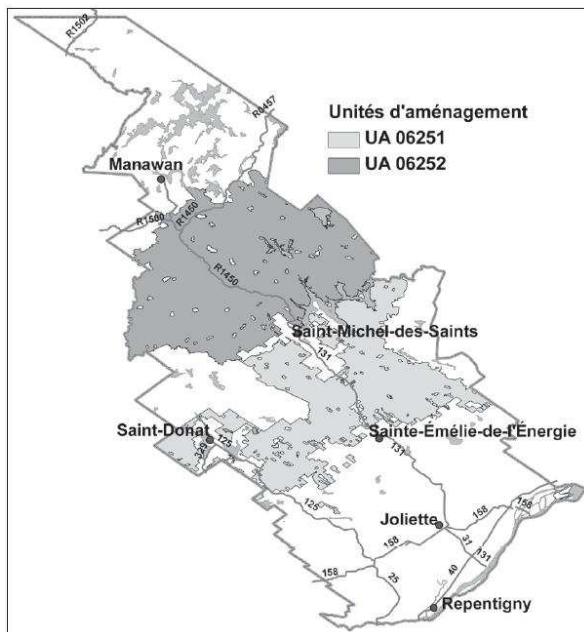 R1502
R0457
Unités d'aménagement
UA 06251
UA 06252
Manawan
R1500
R1450
R1450
Saint-Michel-des-Saints
131
Saint-Donat
125
329
Sainte-Émélie-de-l'Énergie
131
125
158
158
Joliette
158
31
131
158
25
40
Repentigny